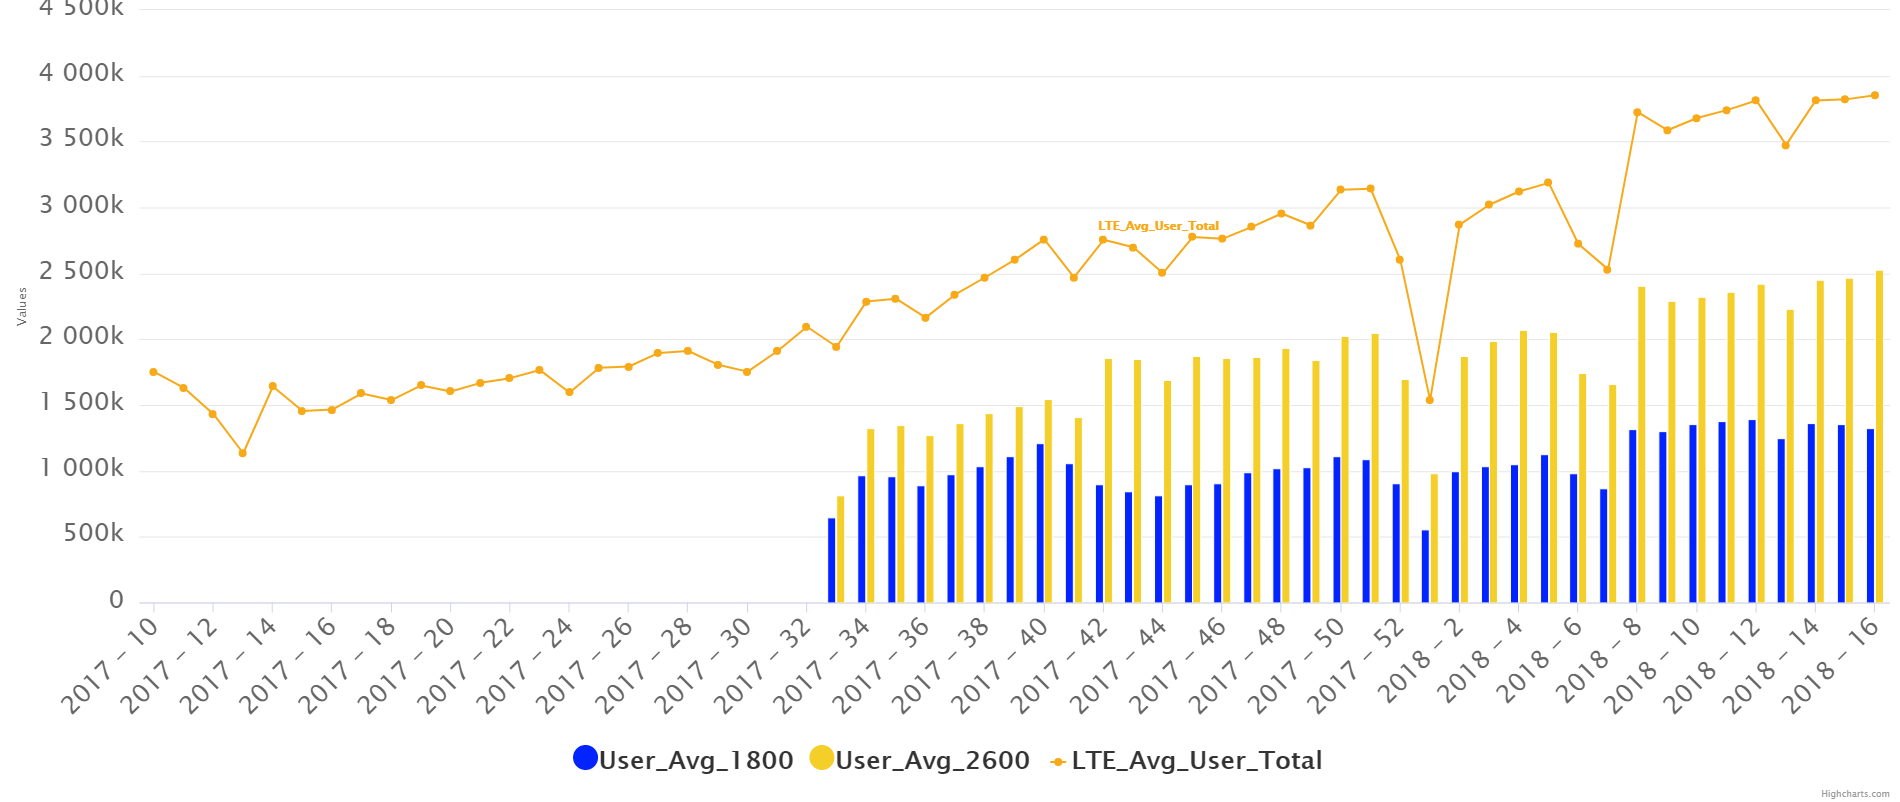 4 500k
4 000k
3 500k
3 000k
2 500k
2 000k
1 500k
1 000k
500k
0
Values
LTE_Avg_User_Total
2017 – 10
2017 – 12
2017 – 14
2017 – 16
2017 – 18
2017 – 20
2017 – 22
2017 – 24
2017 – 26
2017 – 28
2017 – 30
2017 – 32
2017 – 34
2017 – 36
2017 – 38
2017 – 40
2017 – 42
2017 – 44
2017 – 46
2017 – 48
2017 – 50
2017 – 52
2018 – 2
2018 – 4
2018 – 6
2018 – 8
2018 – 10
2018 – 12
2018 – 14
2018 – 16
User_Avg_1800 User_Avg_2600 LTE_Avg_User_Total
Highcharts.com